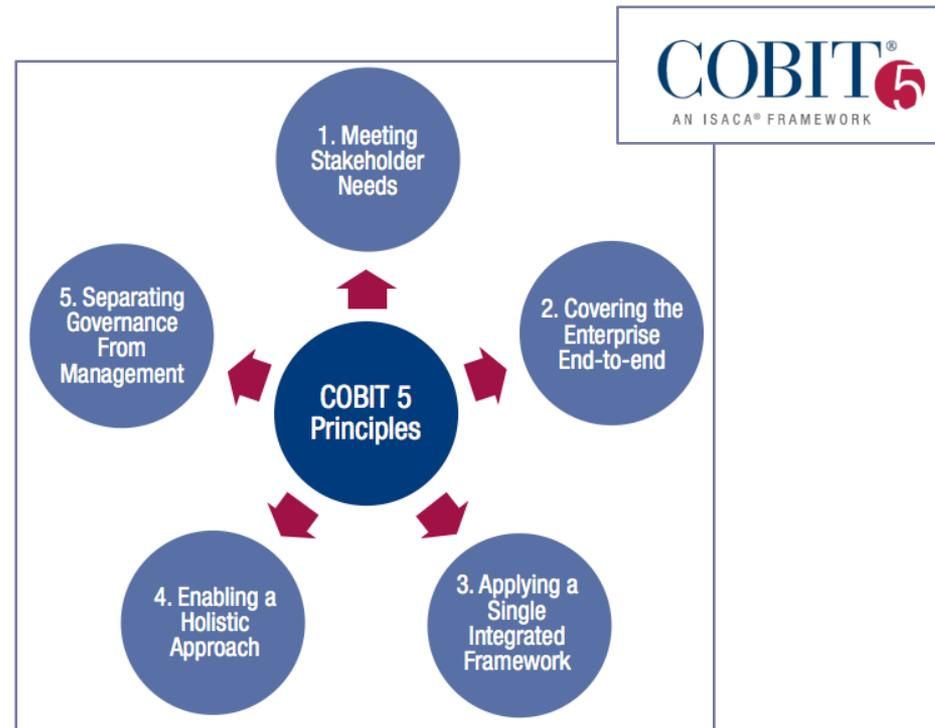 COBIT® 5
AN ISACA® FRAMEWORK
1. Meeting
Stakeholder
Needs
2. Covering the
Enterprise
End-to-end
3. Applying a
Single
Integrated
Framework
4. Enabling a
Holistic
Approach
5. Separating
Governance
From
Management
COBIT 5
Principles